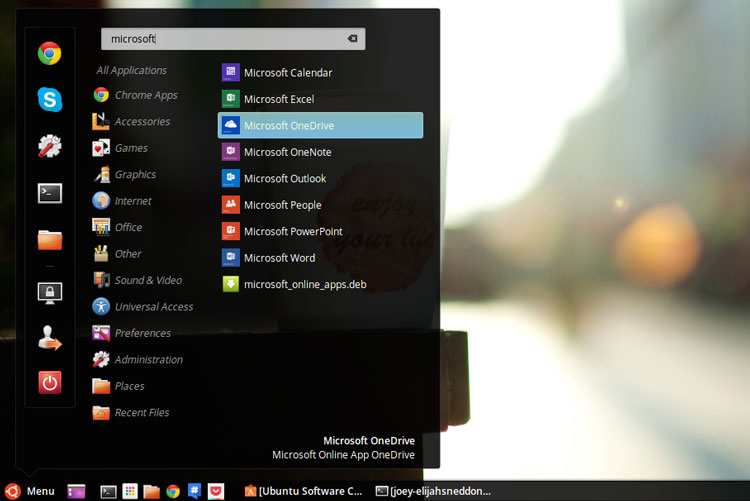 microsoft
All Applications
Chrome Apps
Accessories
Games
Graphics
Internet
Office
Other
Sound & Video
Universal Access
Preferences
Administration
Places
Recent Files
Microsoft Calendar
Microsoft Excel
Microsoft OneDrive
Microsoft OneNote
Microsoft Outlook
Microsoft People
Microsoft PowerPoint
Microsoft Word
microsoft_online_apps.deb
enjoy
your life
Microsoft OneDrive
Microsoft Online App OneDrive
Menu
[Ubuntu Software C...
[joey-elijahsneddon...